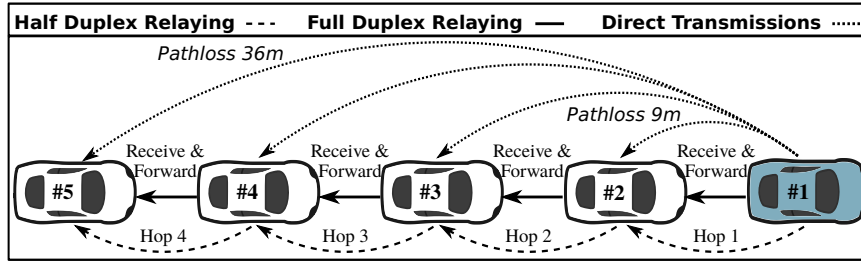 Half Duplex Relaying Full Duplex Relaying Direct Transmissions
Pathloss 36m
Pathloss 9m
Receive & Receive & Receive & Receive &
Forward Forward Forward Forward
#5 #4 #3 #2 #1
Hop 4 Hop 3 Hop 2 Hop 1